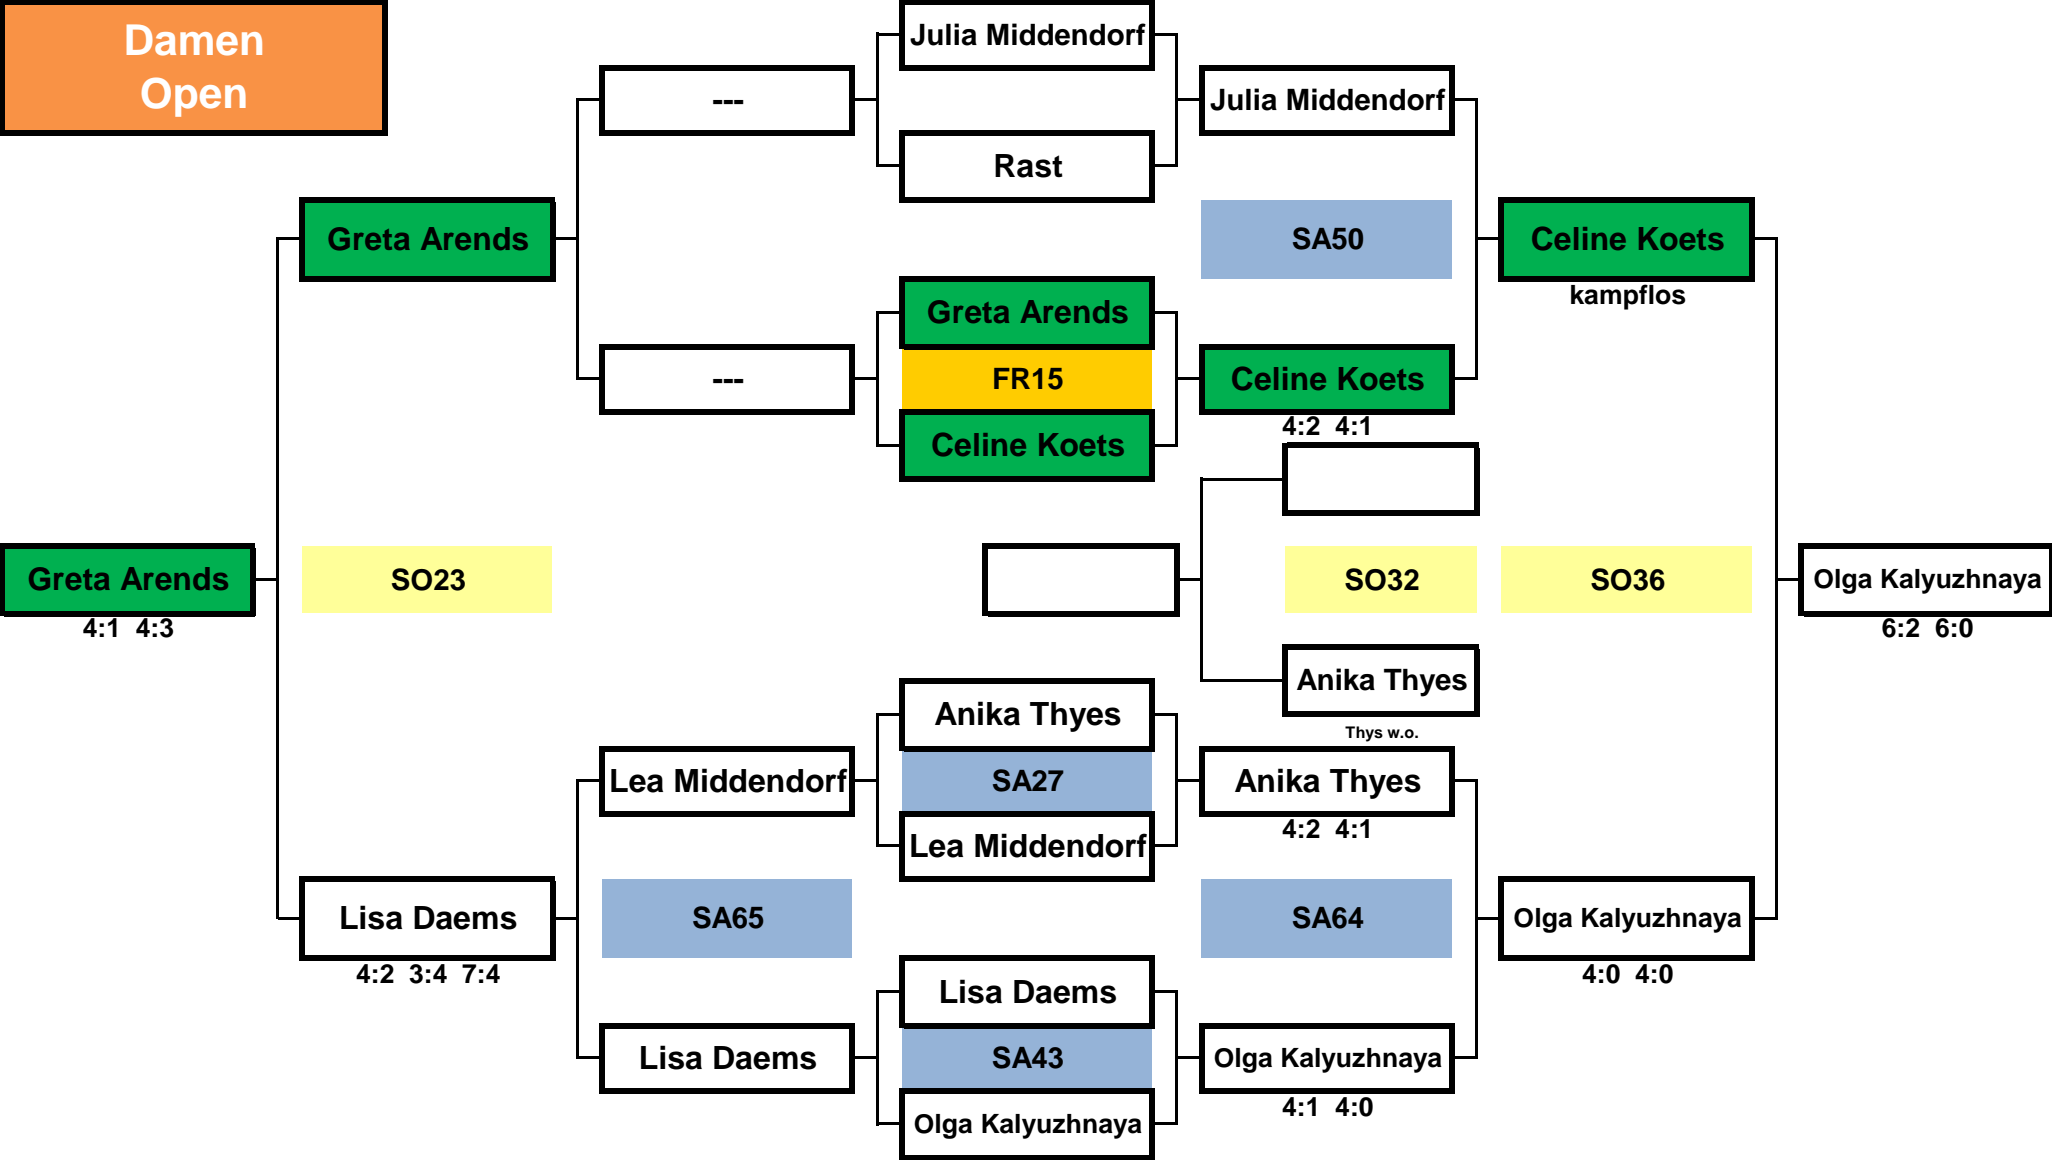 Damen
Open
Julia Middendorf
---
Julia Middendorf
Rast
Greta Arends
SA50
Celine Koets
kampflos
Greta Arends
---
FR15
Celine Koets
4:2 4:1
Celine Koets
Greta Arends
4:1 4:3
SO23
SO32
SO36
Olga Kalyuzhnaya
6:2 6:0
Anika Thyes
Thys w.o.
Anika Thyes
Lea Middendorf
SA27
Anika Thyes
4:2 4:1
Lea Middendorf
Lisa Daems
4:2 3:4 7:4
SA65
SA64
Olga Kalyuzhnaya
4:0 4:0
Lisa Daems
Lisa Daems
SA43
Olga Kalyuzhnaya
4:1 4:0
Olga Kalyuzhnaya